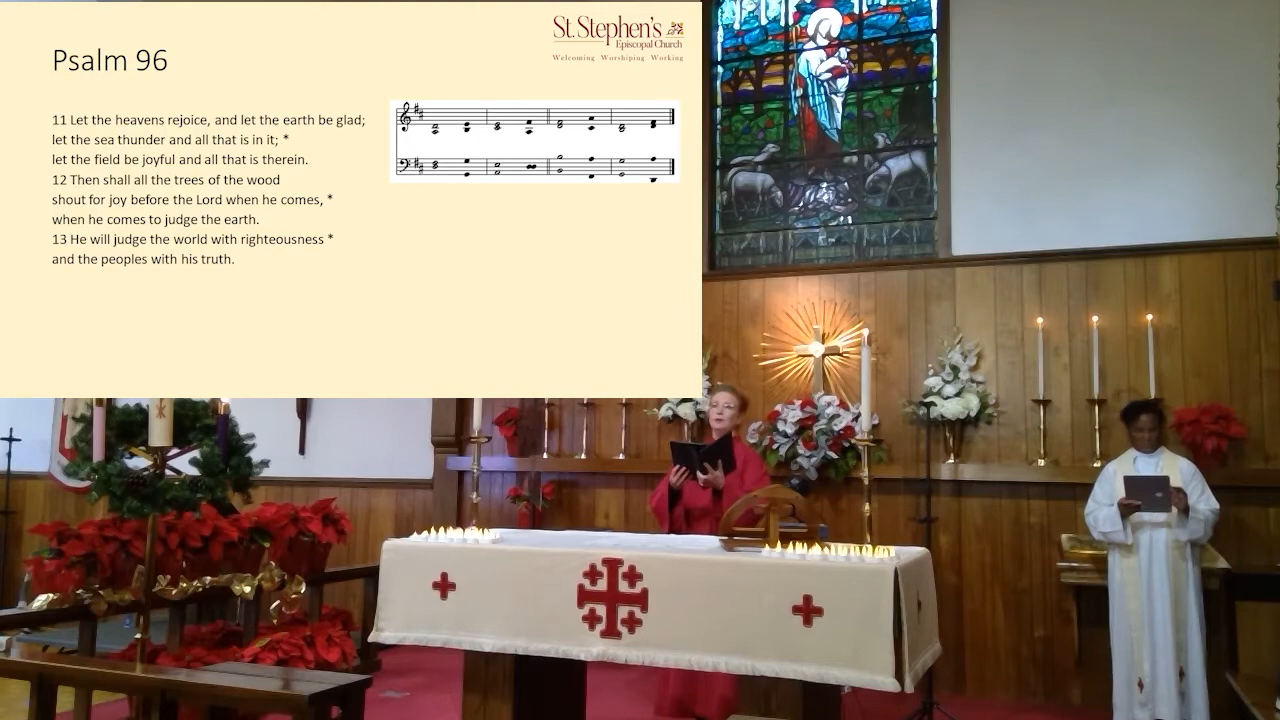 St.Stephen's
Episcopal Church
Welcoming Worshiping Working
Psalm 96
11 Let the heavens rejoice, and let the earth be glad;
let the sea thunder and all that is in it; *
let the field be joyful and all that is therein.
12 Then shall all the trees of the wood
shout for joy before the Lord when he comes, *
when he comes to judge the earth.
13 He will judge the world with righteousness *
and the peoples with his truth.